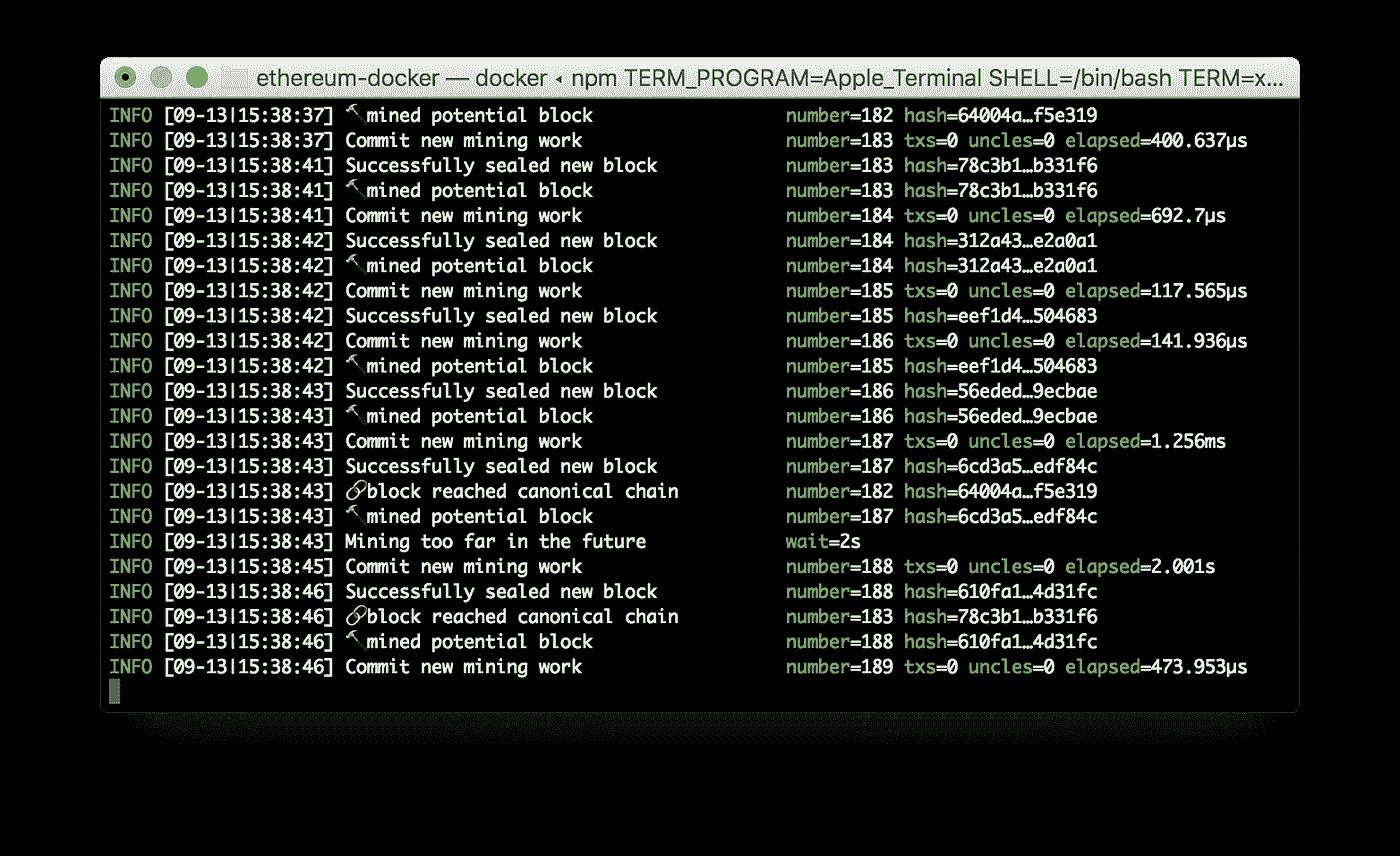 ethereum-docker — docker ◂ npm TERM_PROGRAM=Apple_Terminal SHELL=/bin/bash TERM=x...
INFO [09-13|15:38:37] 🔨mined potential block number=182 hash=64004a…f5e319
INFO [09-13|15:38:37] Commit new mining work number=183 txs=0 uncles=0 elapsed=400.637µs
INFO [09-13|15:38:41] Successfully sealed new block number=183 hash=78c3b1…b331f6
INFO [09-13|15:38:41] 🔨mined potential block number=183 hash=78c3b1…b331f6
INFO [09-13|15:38:41] Commit new mining work number=184 txs=0 uncles=0 elapsed=692.7µs
INFO [09-13|15:38:42] Successfully sealed new block number=184 hash=312a43…e2a0a1
INFO [09-13|15:38:42] 🔨mined potential block number=184 hash=312a43…e2a0a1
INFO [09-13|15:38:42] Commit new mining work number=185 txs=0 uncles=0 elapsed=117.565µs
INFO [09-13|15:38:42] Successfully sealed new block number=185 hash=eef1d4…504683
INFO [09-13|15:38:42] Commit new mining work number=186 txs=0 uncles=0 elapsed=141.936µs
INFO [09-13|15:38:42] 🔨mined potential block number=185 hash=eef1d4…504683
INFO [09-13|15:38:43] Successfully sealed new block number=186 hash=56eded…9ecbae
INFO [09-13|15:38:43] 🔨mined potential block number=186 hash=56eded…9ecbae
INFO [09-13|15:38:43] Commit new mining work number=187 txs=0 uncles=0 elapsed=1.256ms
INFO [09-13|15:38:43] Successfully sealed new block number=187 hash=6cd3a5…edf84c
INFO [09-13|15:38:43] 🔗block reached canonical chain number=182 hash=64004a…f5e319
INFO [09-13|15:38:43] 🔨mined potential block number=187 hash=6cd3a5…edf84c
INFO [09-13|15:38:43] Mining too far in the future wait=2s
INFO [09-13|15:38:45] Commit new mining work number=188 txs=0 uncles=0 elapsed=2.001s
INFO [09-13|15:38:46] Successfully sealed new block number=188 hash=610fa1…4d31fc
INFO [09-13|15:38:46] 🔗block reached canonical chain number=183 hash=78c3b1…b331f6
INFO [09-13|15:38:46] 🔨mined potential block number=188 hash=610fa1…4d31fc
INFO [09-13|15:38:46] Commit new mining work number=189 txs=0 uncles=0 elapsed=473.953µs